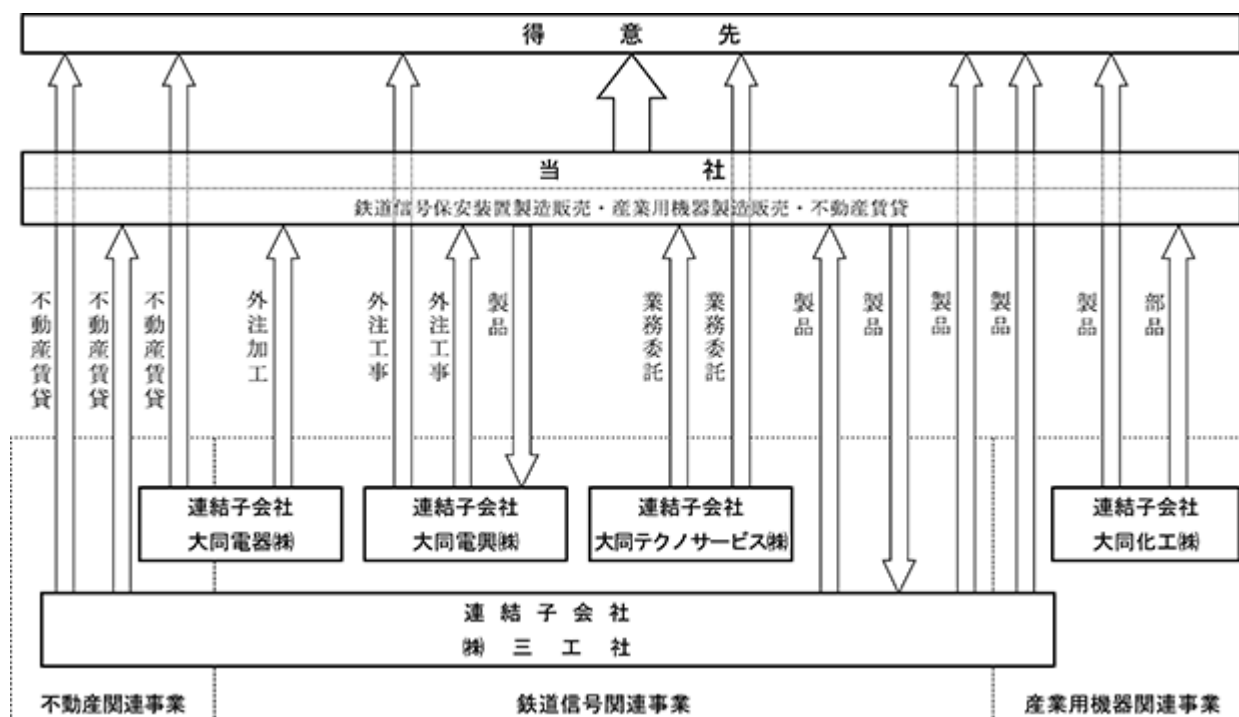 得意先
当社
鉄道信号保安装置製造販売・産業用機器製造販売・不動産賃貸
不動産賃貸
不動産賃貸
不動産賃貸
外注加工
外注工事
外注工事
製品
業務委託
業務委託
製品
製品
製品
製品
製品
部品
連結子会社
大同電器㈱
連結子会社
大同電興㈱
連結子会社
大同テクノサービス㈱
連結子会社
大同化工㈱
連結子会社
㈱三工社
不動産関連事業
鉄道信号関連事業
産業用機器関連事業